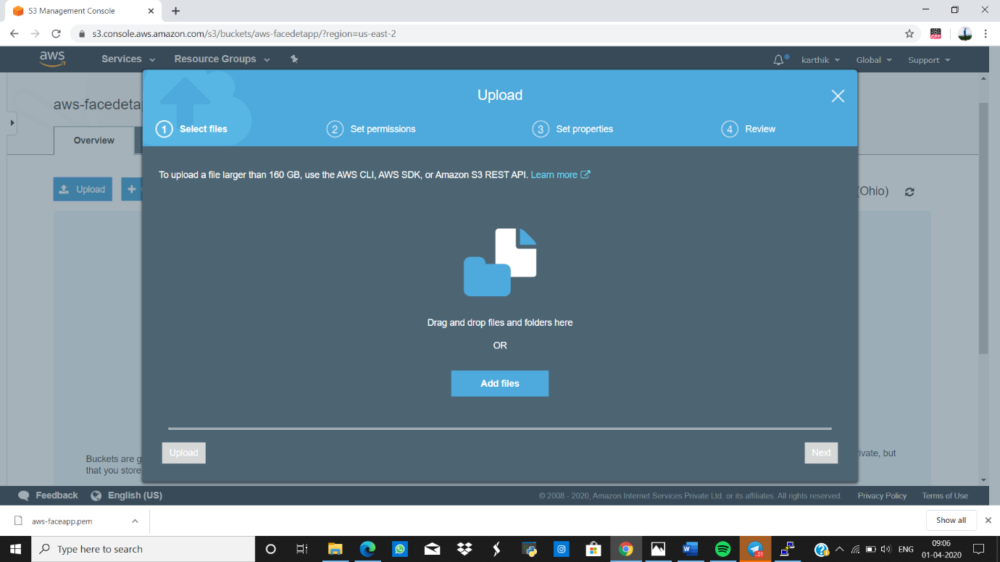 S3 Management Console
s3.console.aws.amazon.com/s3/buckets/aws-facedetapp/?region=us-east-2
OFF
aws
Services
Resource Groups
karthik
Global
Support
Upload
aws-facedeta
1 Select files
2 Set permissions
3 Set properties
4 Review
Overview
To upload a file larger than 160 GB, use the AWS CLI, AWS SDK, or Amazon S3 REST API. Learn more
Upload
(Ohio)
Drag and drop files and folders here
OR
Add files
Upload
Next
Buckets are g
ivate, but
that you store
Feedback
English (US)
© 2008 - 2020, Amazon Internet Services Private Ltd. or its affiliates. All rights reserved.
Privacy Policy
Terms of Use
aws-faceapp.pem
Show all
Type here to search
ENG
09:06
01-04-2020